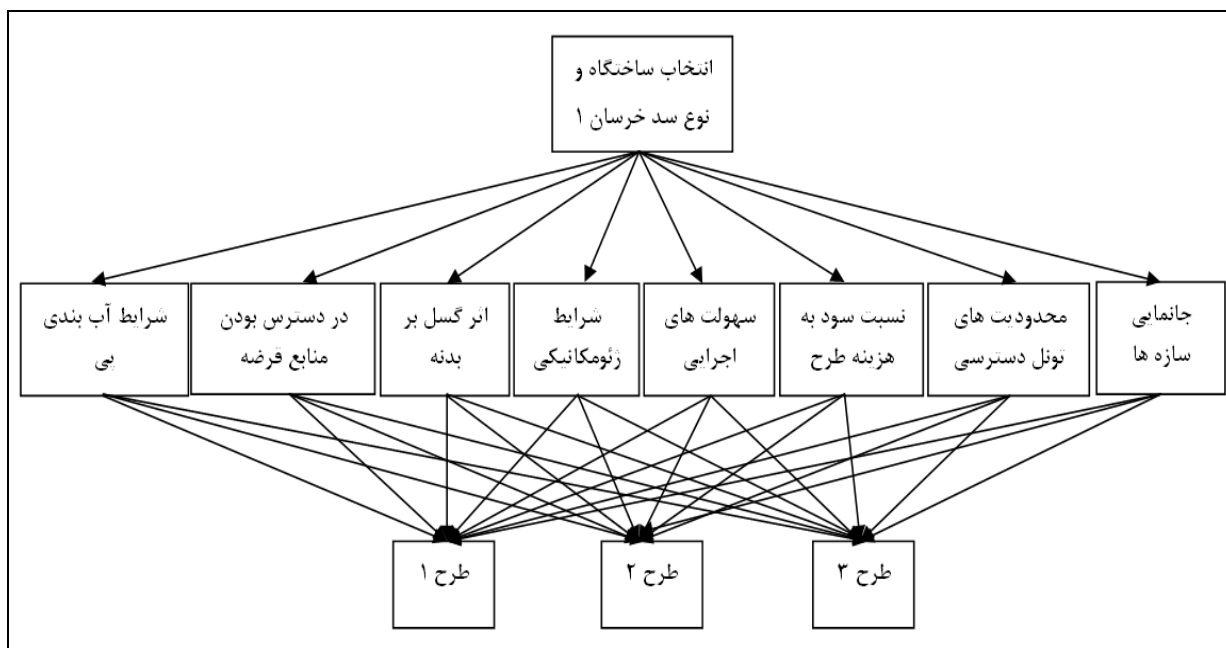 انتخاب ساختگاه و
نوع سد خرسان ۱
جانمایی
سازه ها
محدودیت های
تونل دسترسی
نسبت سود به
هزینه طرح
سهولت های
اجرایی
شرایط
ژئومکانیکی
اثر گسل بر
بدنه
در دسترس بودن
منابع قرضه
شرایط آب بندی
پی
طرح ۳
طرح ۲
طرح ۱